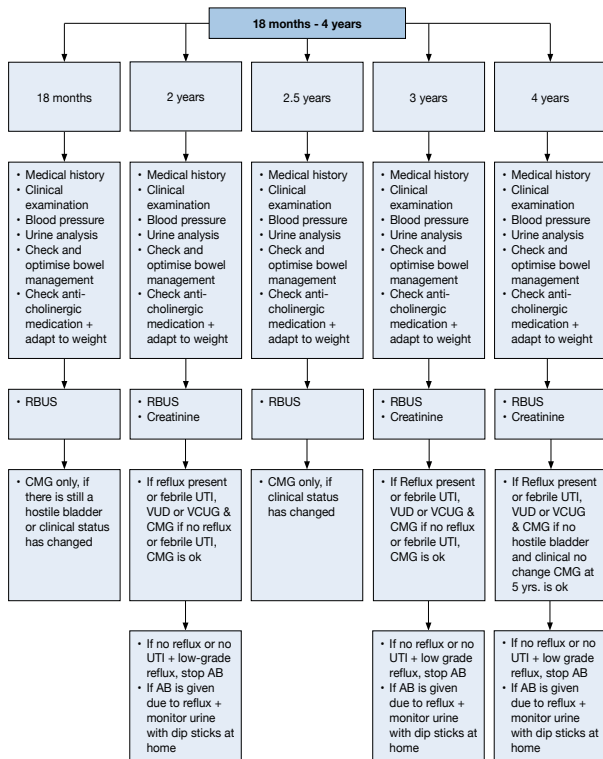 18 months - 4 years
18 months
2 years
2.5 years
3 years
4 years
• Medical history
• Clinical
examination
• Blood pressure
• Urine analysis
• Check and
optimise bowel
management
• Check anti-
cholinergic
medication +
adapt to weight
• Medical history
• Clinical
examination
• Blood pressure
• Urine analysis
• Check and
optimise bowel
management
• Check anti-
cholinergic
medication +
adapt to weight
• Medical history
• Clinical
examination
• Blood pressure
• Urine analysis
• Check and
optimise bowel
management
• Check anti-
cholinergic
medication +
adapt to weight
• Medical history
• Clinical
examination
• Blood pressure
• Urine analysis
• Check and
optimise bowel
management
• Check anti-
cholinergic
medication +
adapt to weight
• Medical history
• Clinical
examination
• Blood pressure
• Urine analysis
• Check and
optimise bowel
management
• Check anti-
cholinergic
medication +
adapt to weight
• RBUS
• RBUS
• Creatinine
• RBUS
• RBUS
• Creatinine
• RBUS
• Creatinine
• CMG only, if
there is still a
hostile bladder
or clinical status
has changed
• If reflux present
or febrile UTI,
VUD or VCUG &
CMG if no reflux
or febrile UTI,
CMG is ok
• CMG only, if
clinical status
has changed
• If Reflux present
or febrile UTI,
VUD or VCUG &
CMG if no reflux
or febrile UTI,
CMG is ok
• If Reflux present
or febrile UTI,
VUD or VCUG
& CMG if no
hostile bladder
and clinical no
change CMG at
5 yrs. is ok
• If no reflux or no
UTI + low-grade
reflux, stop AB
• If AB is given
due to reflux +
monitor urine
with dip sticks at
home
• If no reflux or no
UTI + low grade
reflux, stop AB
• If AB is given
due to reflux +
monitor urine
with dip sticks at
home
• If no reflux or no
UTI + low grade
reflux, stop AB
• If AB is given
due to reflux +
monitor urine
with dip sticks at
home